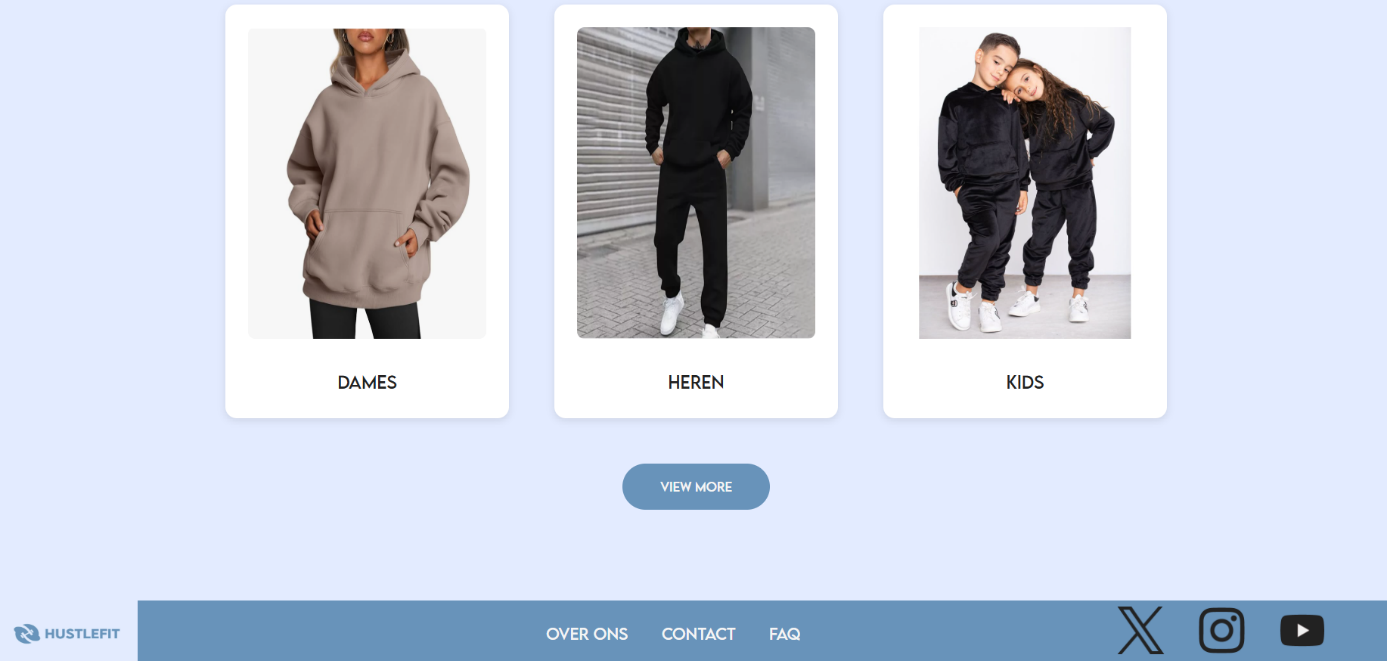 DAMES
HEREN
KIDS
VIEW MORE
HUSTLEFIT
OVER ONS
CONTACT
FAQ